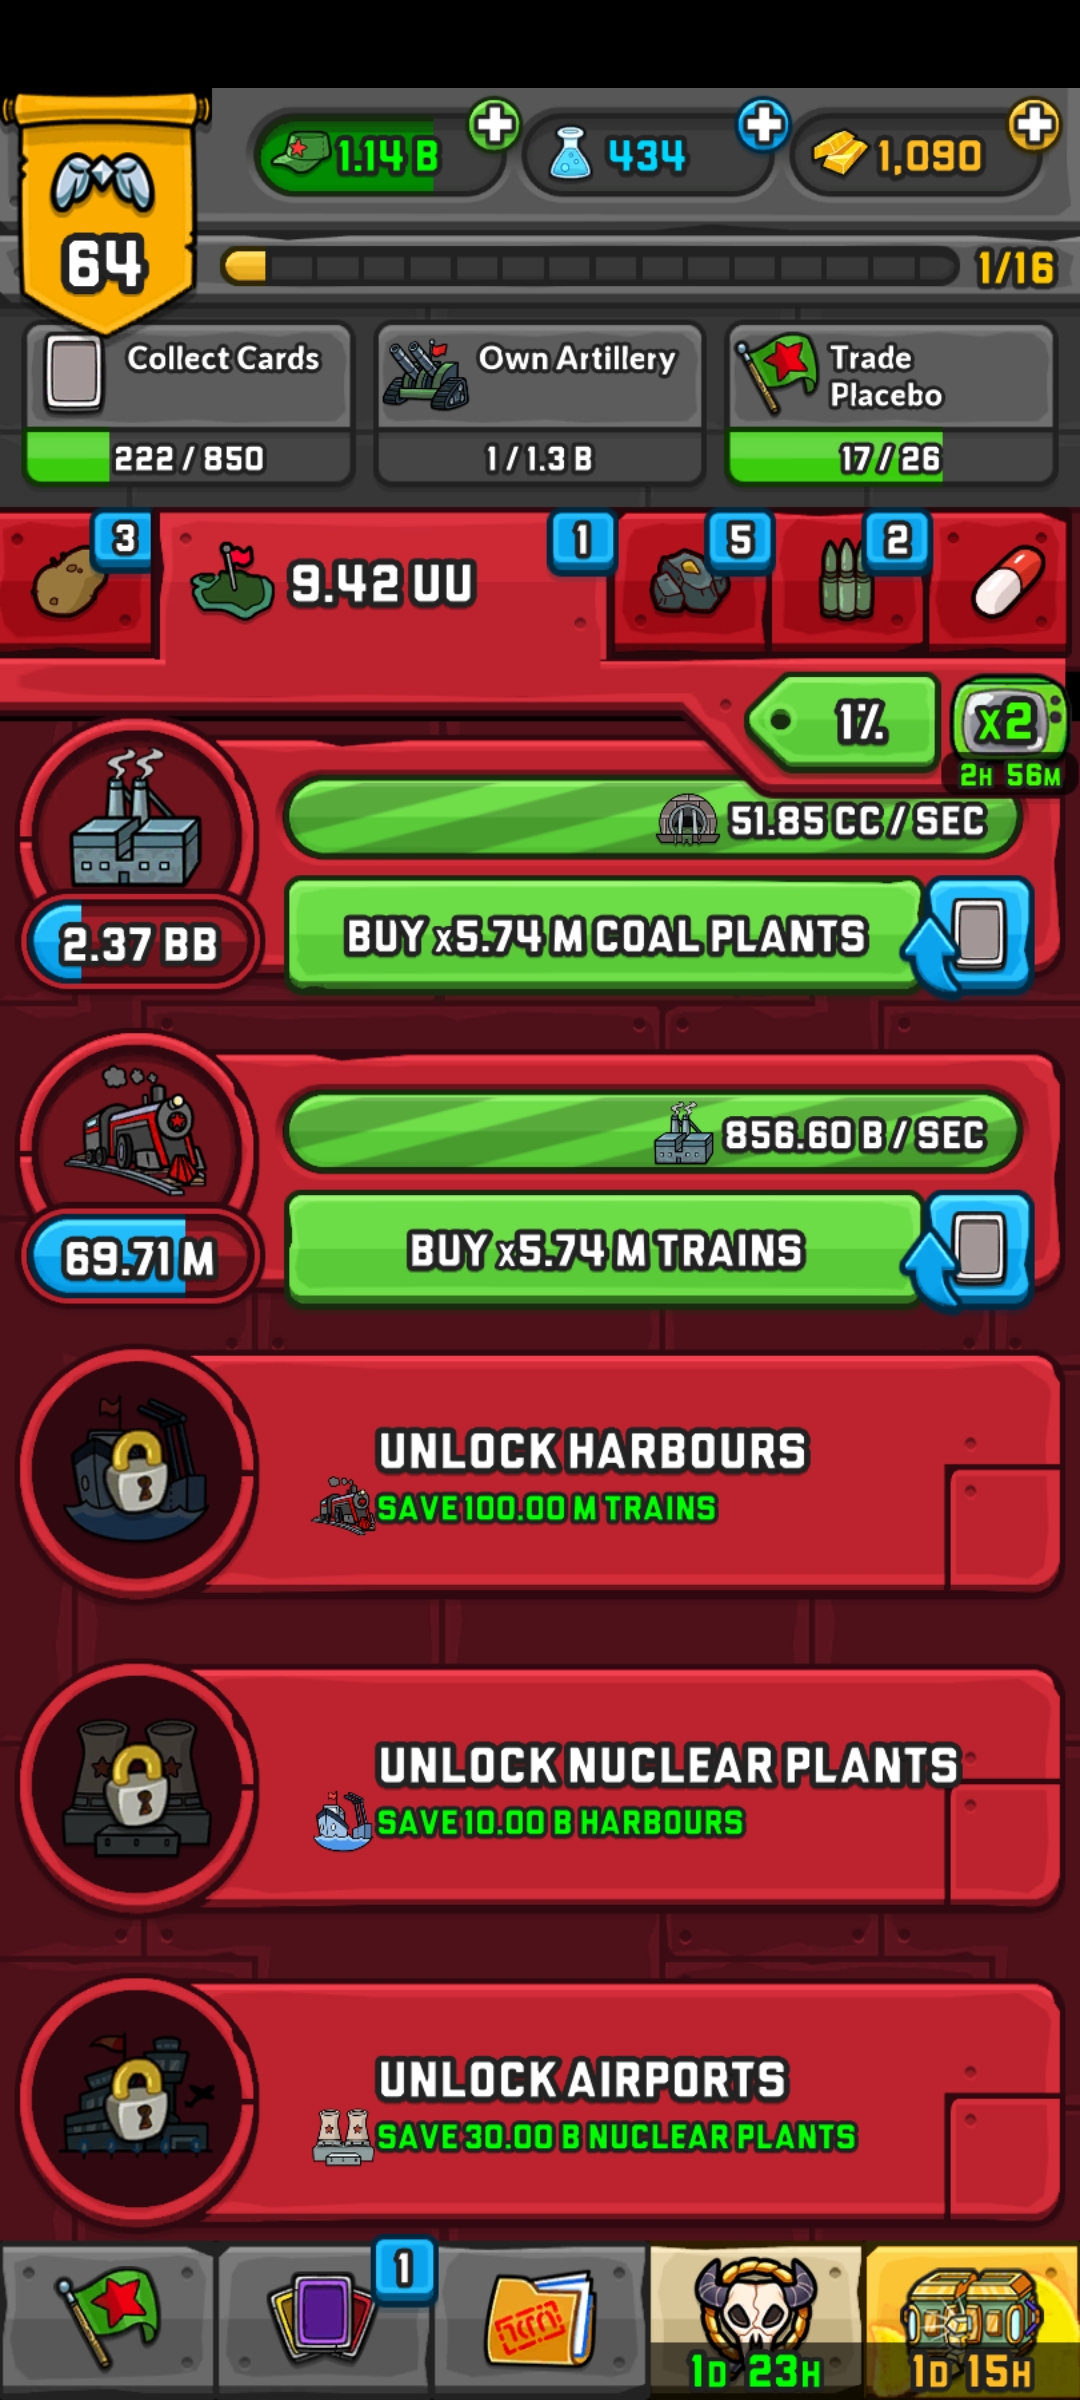 64
1.14 B
434
1,090
1/16
Collect Cards
222 / 850
Own Artillery
1 / 1.3 B
Trade
Placebo
17 / 26
3
9.42 UU
1
5
2
1%
x2
2H 56M
51.85 CC / SEC
2.37 BB
BUY x5.74 M COAL PLANTS
856.60 B / SEC
69.71 M
BUY x5.74 M TRAINS
UNLOCK HARBOURS
SAVE 100.00 M TRAINS
UNLOCK NUCLEAR PLANTS
SAVE 10.00 B HARBOURS
UNLOCK AIRPORTS
SAVE 30.00 B NUCLEAR PLANTS
1
1D 23H
1D 15H